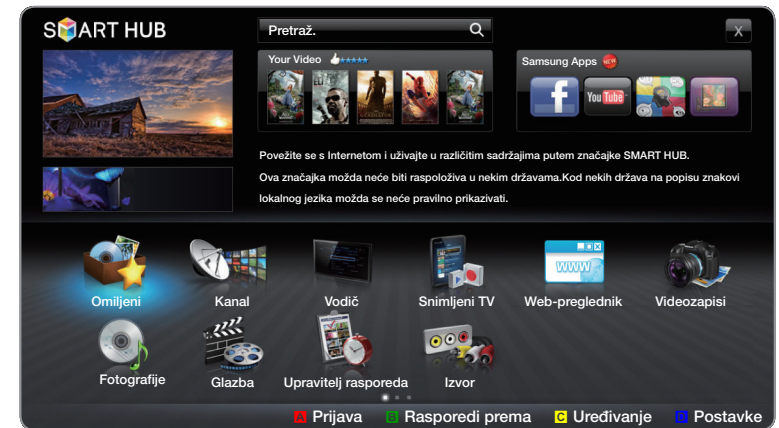 SMART HUB
Pretraž.
X
Your Video
Samsung Apps NEW
You Tube
Povežite se s Internetom i uživajte u različitim sadržajima putem značajke SMART HUB.
Ova značajka možda neće biti raspoloživa u nekim državama.Kod nekih država na popisu znakovi
lokalnog jezika možda se neće pravilno prikazivati.
www
Omiljeni Kanal Vodič Snimljeni TV Web-preglednik Videozapisi
Fotografije Glazba Upravitelj rasporeda Izvor
A Prijava B Rasporedi prema C Uređivanje D Postavke